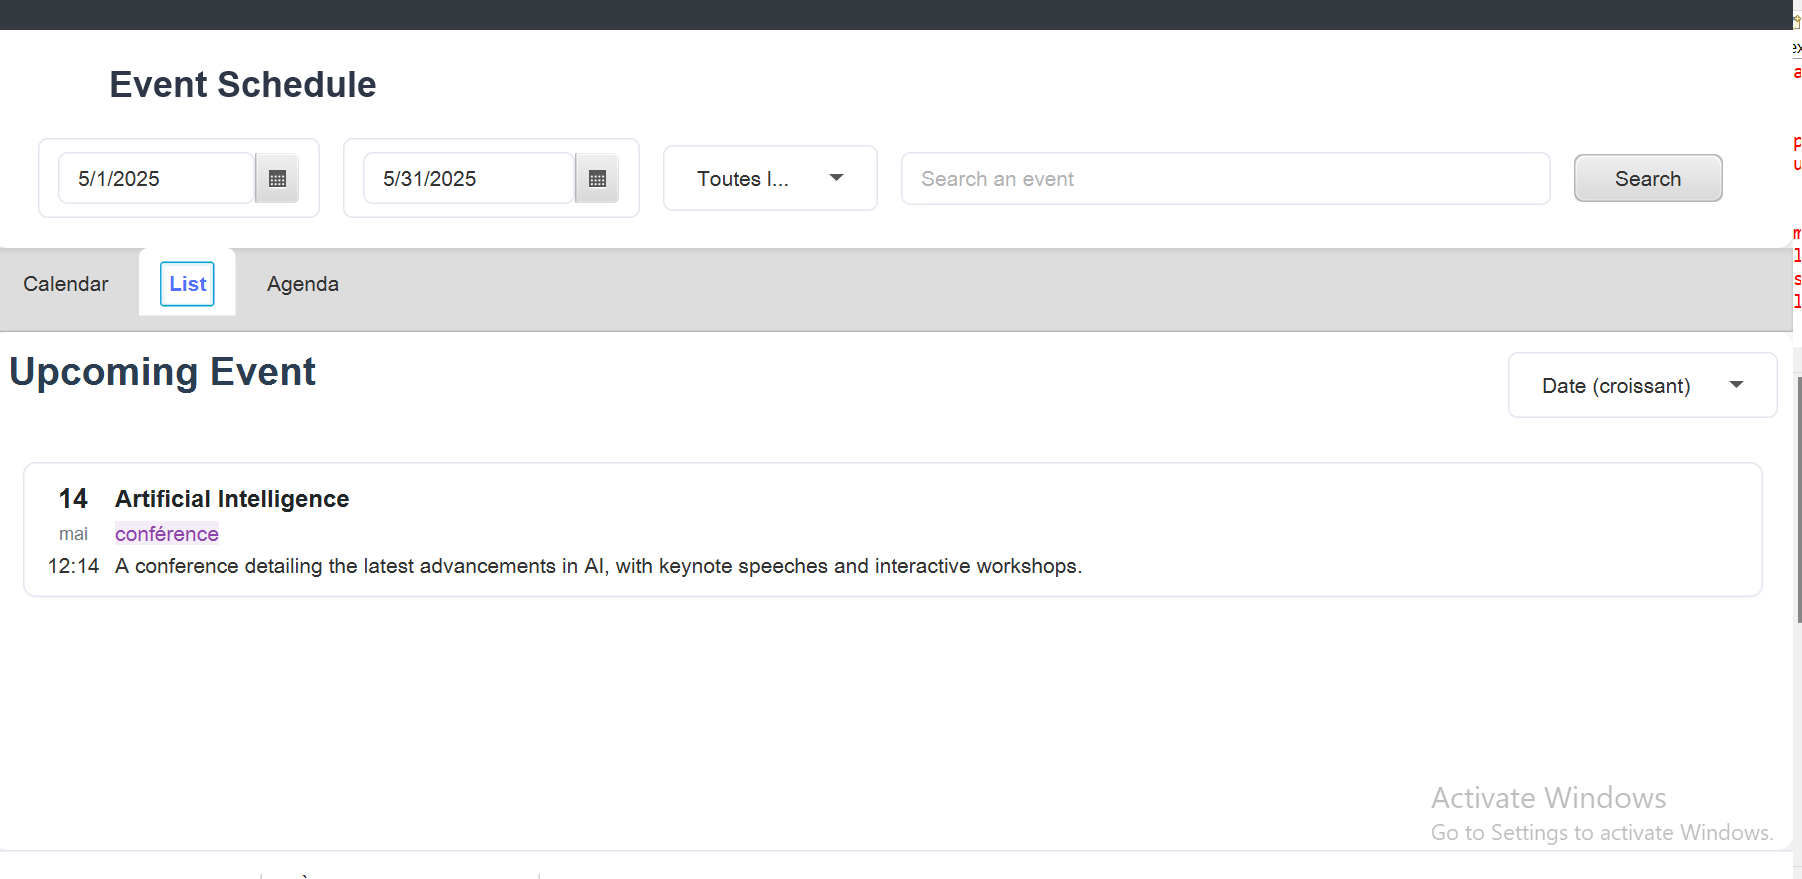 Event Schedule
5/1/2025
5/31/2025
Toutes l...
Search an event
Search
Calendar
List
Agenda
Upcoming Event
Date (croissant)
14
Artificial Intelligence
mai
conférence
12:14
A conference detailing the latest advancements in AI, with keynote speeches and interactive workshops.
Activate Windows
Go to Settings to activate Windows.